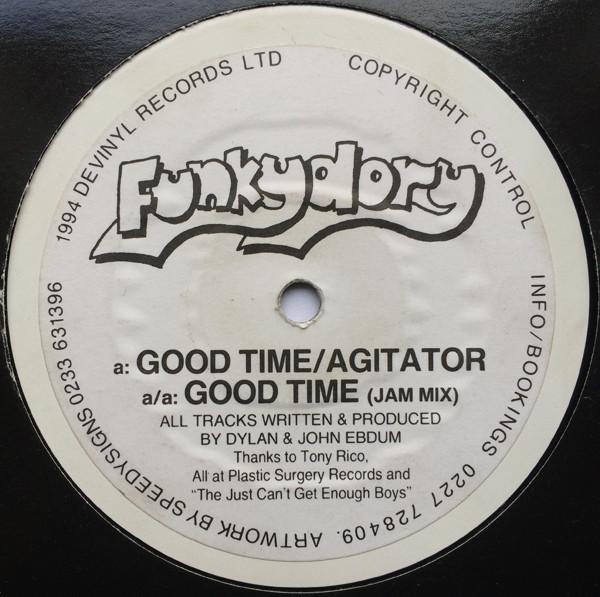 1994 DEVINYL RECORDS LTD
COPYRIGHT CONTROL
INFO/BOOKINGS 0227 728409.
ARTWORK BY SPEEDYSIGNS 0233 631396
Funkydory
a: GOOD TIME/AGITATOR
a/a: GOOD TIME (JAM MIX)
ALL TRACKS WRITTEN & PRODUCED
BY DYLAN & JOHN EBDUM
Thanks to Tony Rico,
All at Plastic Surgery Records and
"The Just Can't Get Enough Boys"